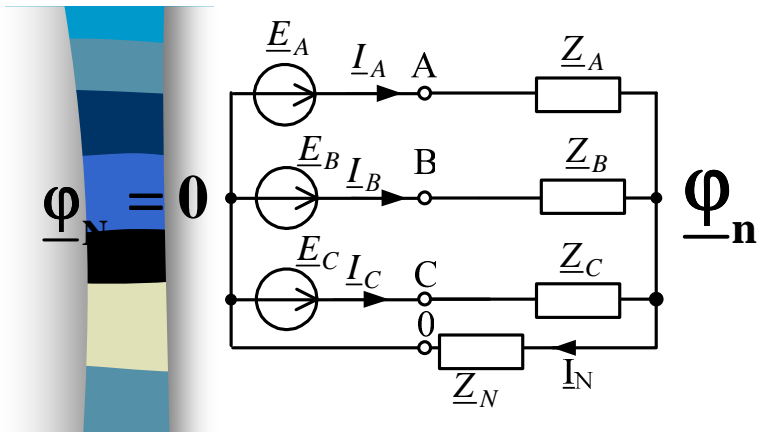 E_A
I_A A Z_A
E_B I_B B Z_B
φ_N = 0 φ_n
E_C I_C C Z_C
0
Z_N I_N